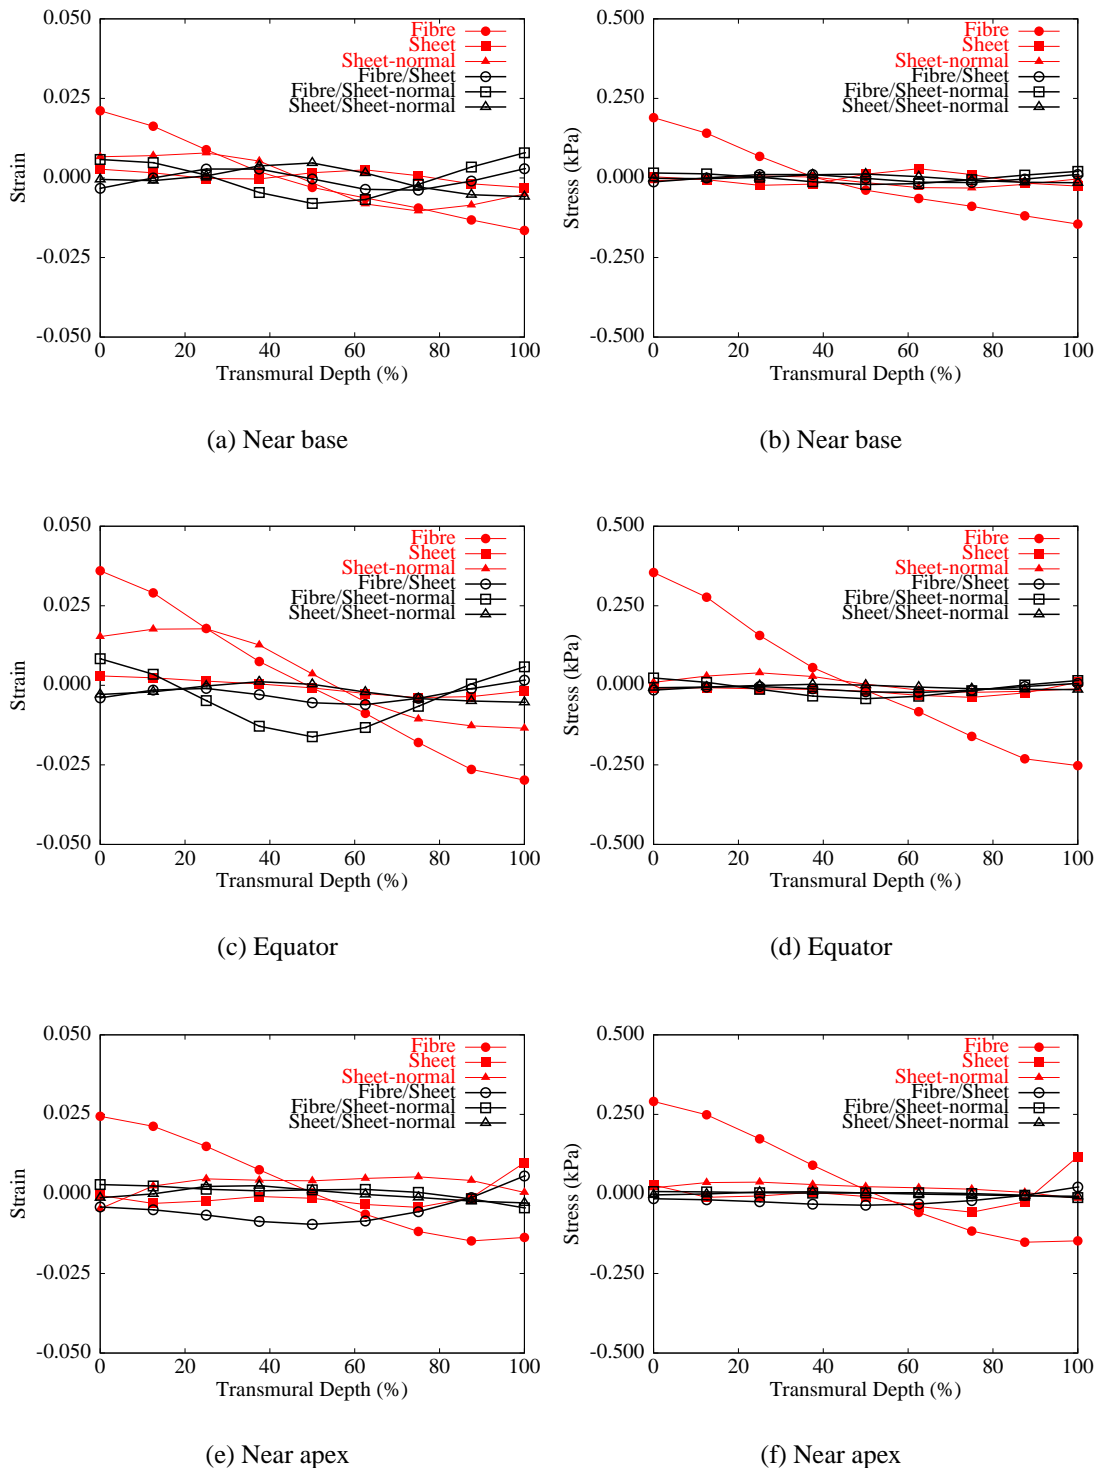 0.050
0.025
0.000
-0.025
-0.050
Strain
0 20 40 60 80 100
Transmural Depth (%)
Fibre
Sheet
Sheet-normal
Fibre/Sheet
Fibre/Sheet-normal
Sheet/Sheet-normal
(a) Near base
0.500
0.250
0.000
-0.250
-0.500
Stress (kPa)
0 20 40 60 80 100
Transmural Depth (%)
Fibre
Sheet
Sheet-normal
Fibre/Sheet
Fibre/Sheet-normal
Sheet/Sheet-normal
(b) Near base
0.050
0.025
0.000
-0.025
-0.050
Strain
0 20 40 60 80 100
Transmural Depth (%)
Fibre
Sheet
Sheet-normal
Fibre/Sheet
Fibre/Sheet-normal
Sheet/Sheet-normal
(c) Equator
0.500
0.250
0.000
-0.250
-0.500
Stress (kPa)
0 20 40 60 80 100
Transmural Depth (%)
Fibre
Sheet
Sheet-normal
Fibre/Sheet
Fibre/Sheet-normal
Sheet/Sheet-normal
(d) Equator
0.050
0.025
0.000
-0.025
-0.050
Strain
0 20 40 60 80 100
Transmural Depth (%)
Fibre
Sheet
Sheet-normal
Fibre/Sheet
Fibre/Sheet-normal
Sheet/Sheet-normal
(e) Near apex
0.500
0.250
0.000
-0.250
-0.500
Stress (kPa)
0 20 40 60 80 100
Transmural Depth (%)
Fibre
Sheet
Sheet-normal
Fibre/Sheet
Fibre/Sheet-normal
Sheet/Sheet-normal
(f) Near apex